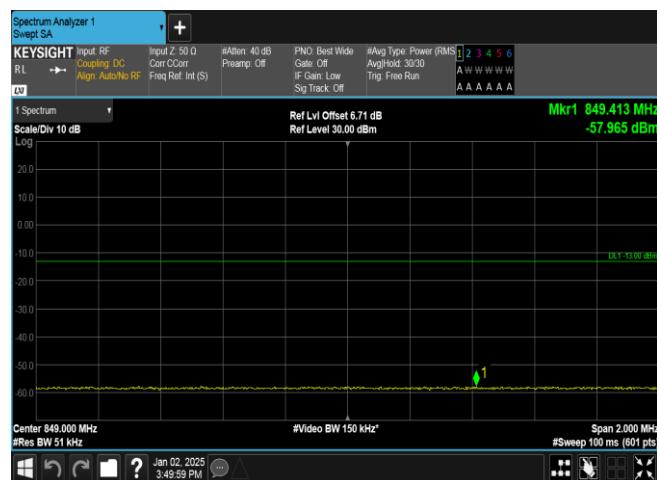 Spectrum Analyzer 1
Swept SA
+
KEYSIGHT
RL
LXI
Input: RF
Coupling: DC
Align: Auto/No RF
Input Z: 50 Ω
Corr CCorr
Freq Ref: Int (S)
#Atten: 40 dB
Preamp: Off
PNO: Best Wide
Gate: Off
IF Gain: Low
Sig Track: Off
#Avg Type: Power (RMS
Avg|Hold: 30/30
Trig: Free Run
1 2 3 4 5 6
A W W W W W
A A A A A A
1 Spectrum
Scale/Div 10 dB
Log
Ref Lvl Offset 6.71 dB
Ref Level 30.00 dBm
Mkr1 849.413 MHz
-57.965 dBm
20.0
10.0
0.00
-10.0
DL1 -13.00 dBm
-20.0
-30.0
-40.0
-50.0
1
-60.0
Center 849.000 MHz
#Res BW 51 kHz
#Video BW 150 kHz*
Span 2.000 MHz
#Sweep 100 ms (601 pts)
?
Jan 02, 2025
3:49:59 PM